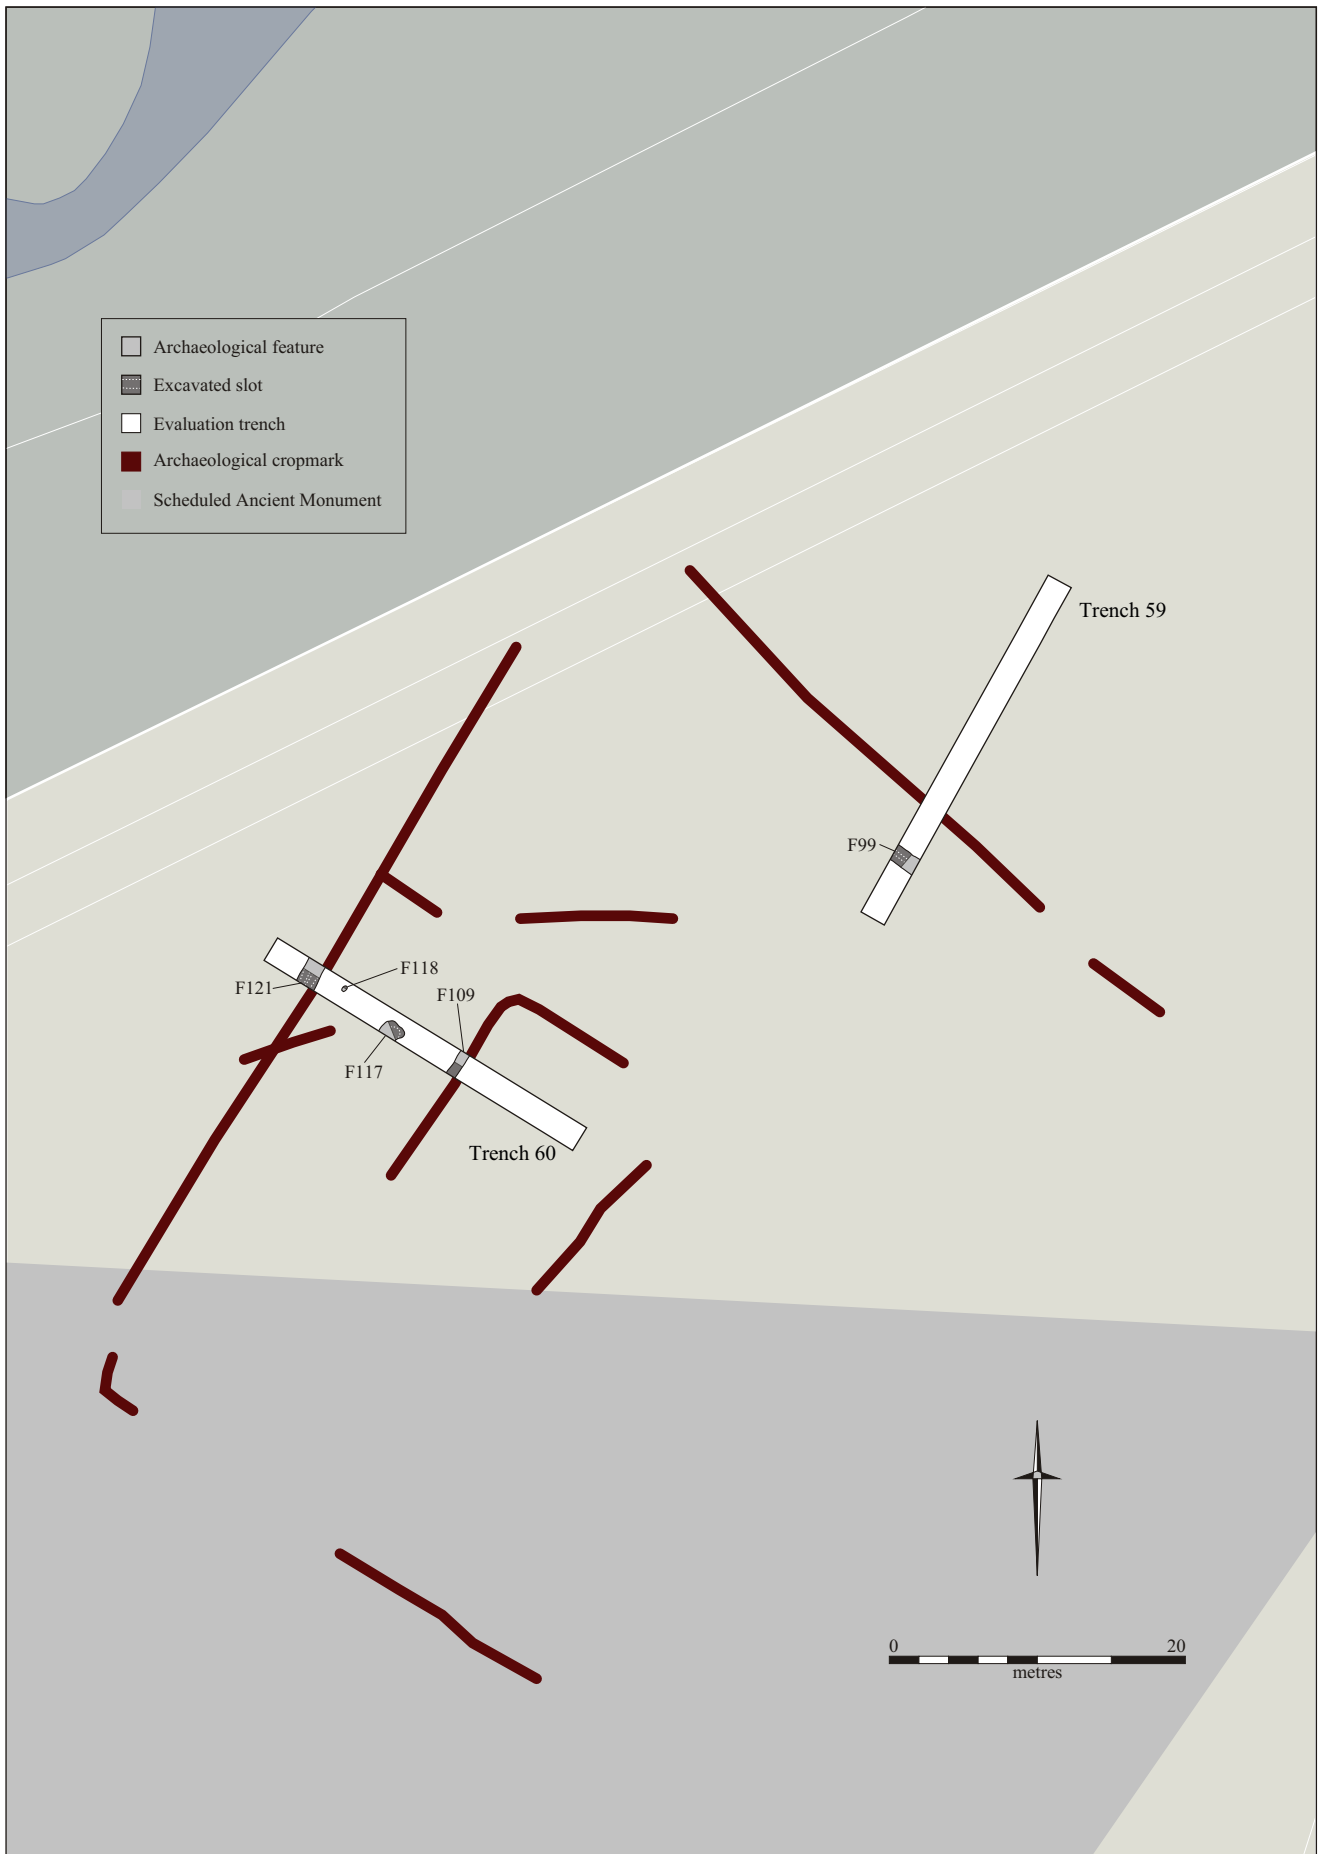 Archaeological feature
Excavated slot
Evaluation trench
Archaeological cropmark
Scheduled Ancient Monument
Trench 59
F99
F118
F121
F109
F117
Trench 60
0 20
metres